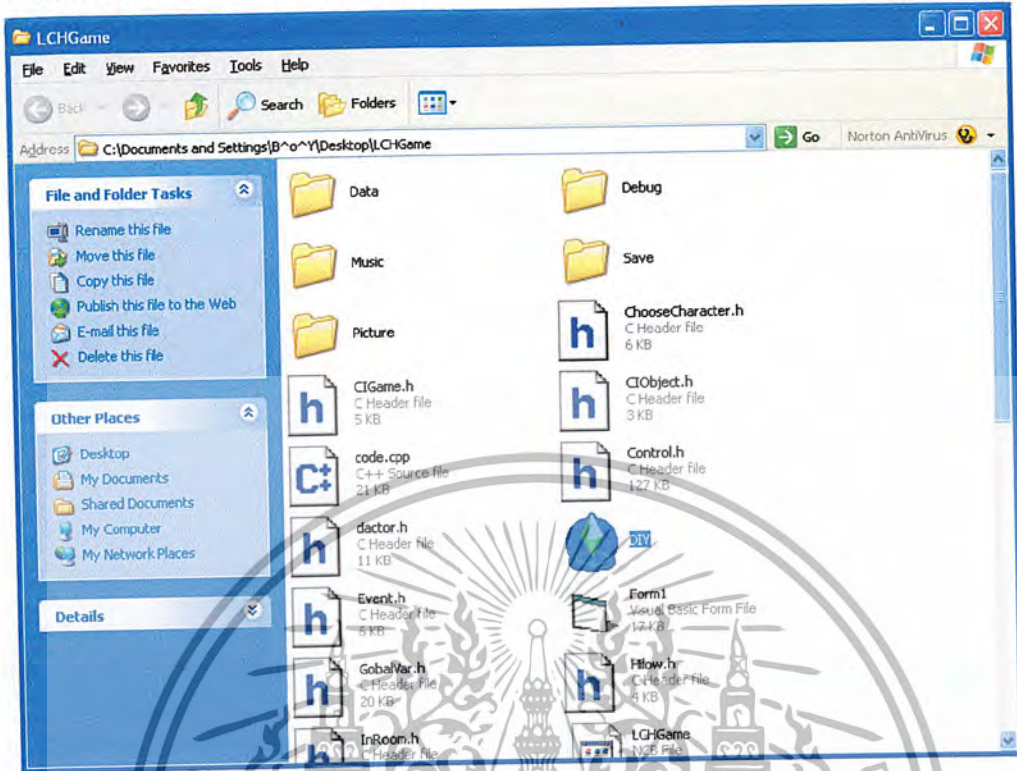 LCHGame
File Edit View Favorites Tools Help
Back Search Folders
Address C:\Documents and Settings\B^o^Y\Desktop\LCHGame Go Norton AntiVirus
File and Folder Tasks
Rename this file
Move this file
Copy this file
Publish this file to the Web
E-mail this file
Delete this file
Other Places
Desktop
My Documents
Shared Documents
My Computer
My Network Places
Details
Data
Debug
Music
Save
Picture
ChooseCharacter.h
C Header file
6 KB
CIGame.h
C Header file
5 KB
CIObject.h
C Header file
3 KB
code.cpp
C++ Source file
21 KB
Control.h
C Header file
127 KB
dactor.h
C Header file
11 KB
DIY
Event.h
C Header file
6 KB
Form1
Visual Basic Form File
17 KB
GobalVar.h
C Header file
20 KB
Hilow.h
C Header file
4 KB
InRoom.h
C Header file
LCHGame
NCB File